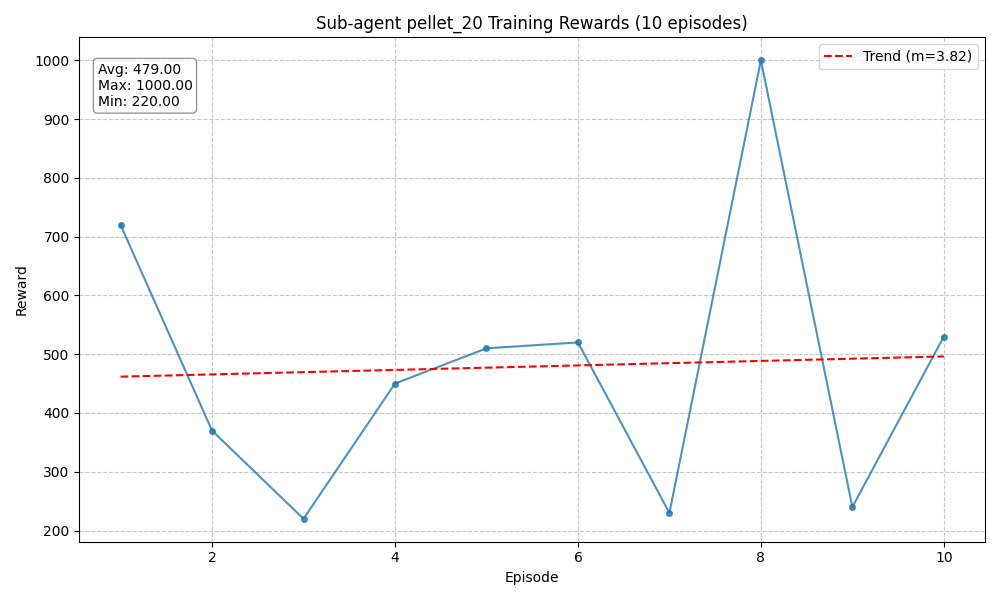 Sub-agent pellet_20 Training Rewards (10 episodes)
Avg: 479.00
Max: 1000.00
Min: 220.00
Trend (m=3.82)
Reward
1000
900
800
700
600
500
400
300
200
2
4
6
8
10
Episode